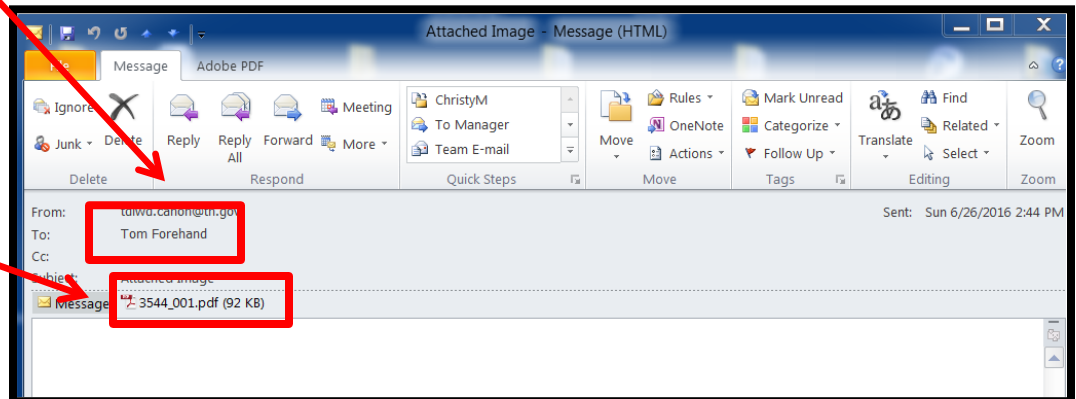 Attached Image - Message (HTML)
File Message Adobe PDF
Ignore Meeting ChristyM Rules Mark Unread Find
To Manager OneNote Categorize Related
Junk Delete Reply Reply All Forward More Team E-mail Move Actions Follow Up Translate Select Zoom
Delete Respond Quick Steps Move Tags Editing Zoom
From: tdlwd.canon@tn.gov Sent: Sun 6/26/2016 2:44 PM
To: Tom Forehand
Cc:
Subject: Attached Image
Message 3544_001.pdf (92 KB)